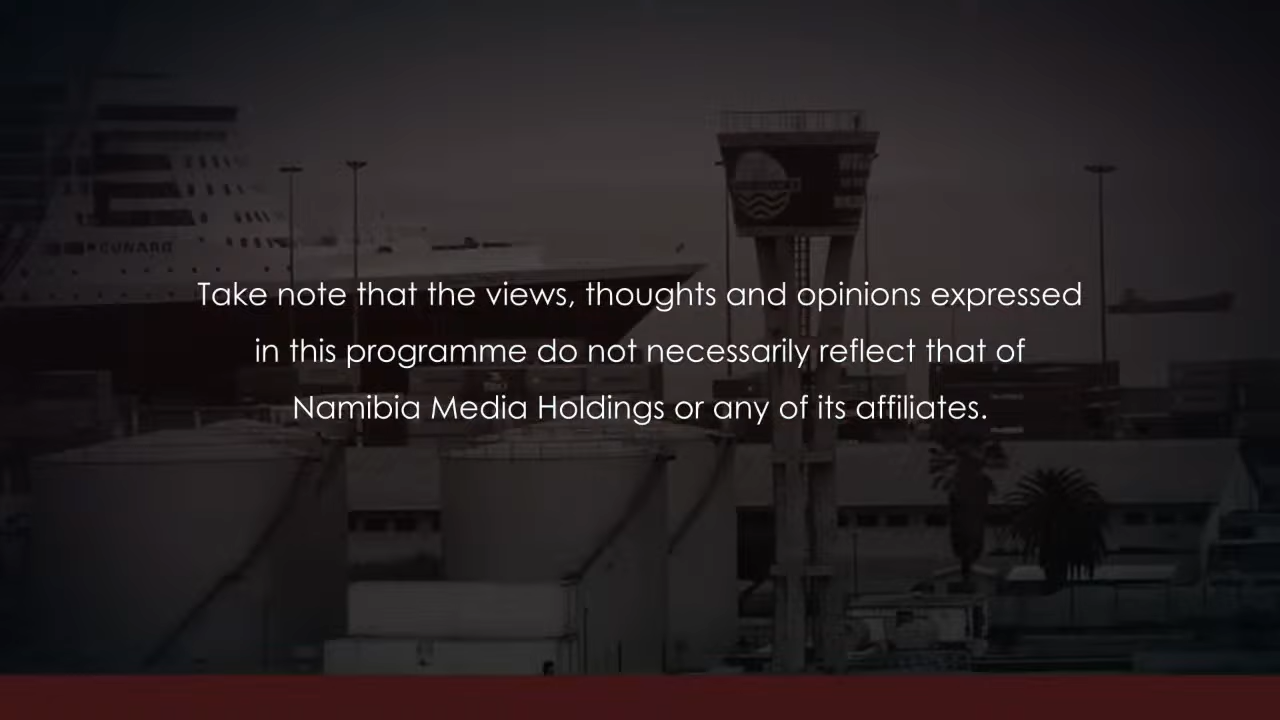 CUNARD
Take note that the views, thoughts and opinions expressed
in this programme do not necessarily reflect that of
Namibia Media Holdings or any of its affiliates.